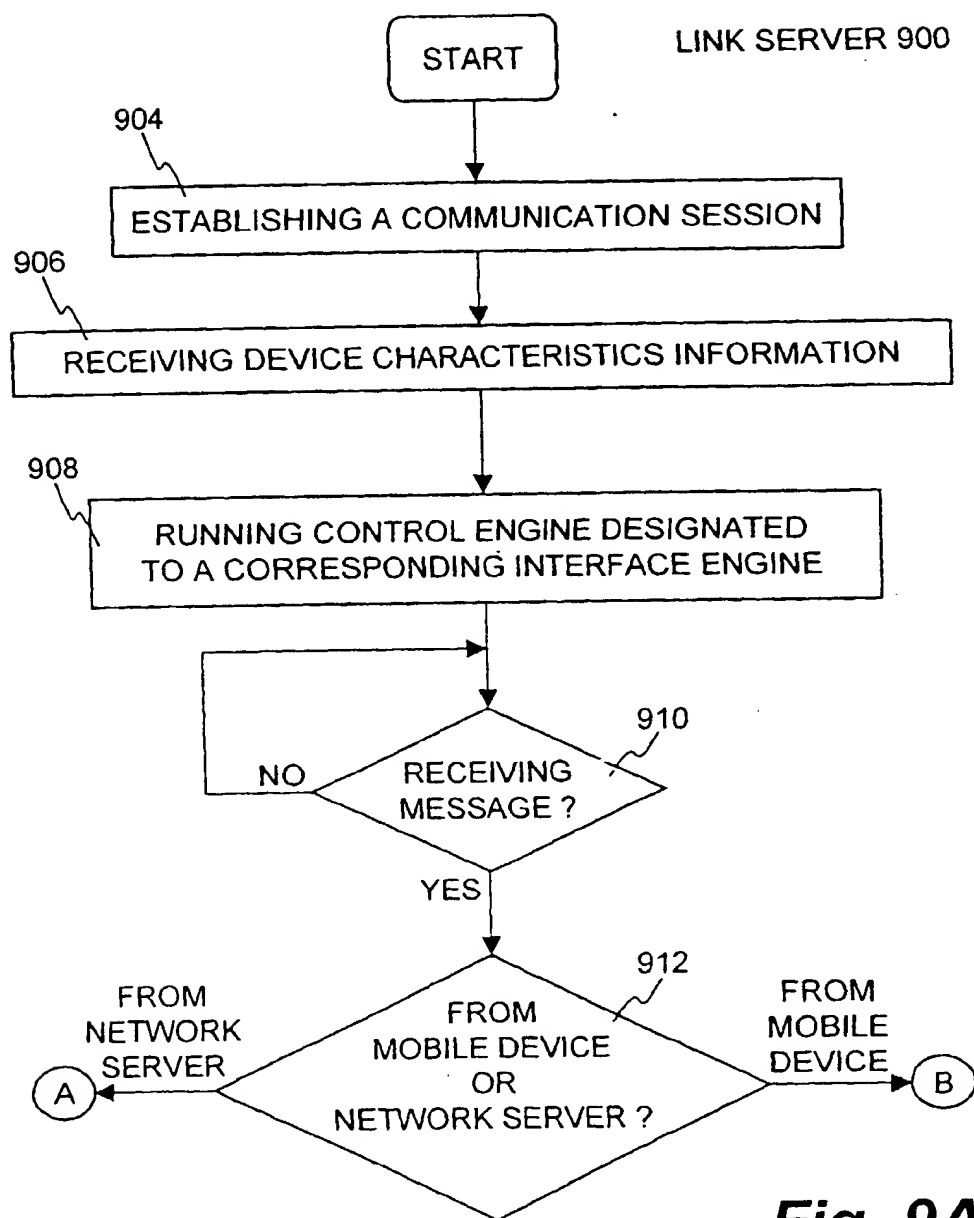 LINK SERVER 900
START
904
ESTABLISHING A COMMUNICATION SESSION
906
RECEIVING DEVICE CHARACTERISTICS INFORMATION
908
RUNNING CONTROL ENGINE DESIGNATED
TO A CORRESPONDING INTERFACE ENGINE
910
NO
RECEIVING
MESSAGE ?
YES
912
FROM
NETWORK
SERVER
FROM
MOBILE DEVICE
OR
NETWORK SERVER ?
FROM
MOBILE
DEVICE
A
B
Fig. 9A